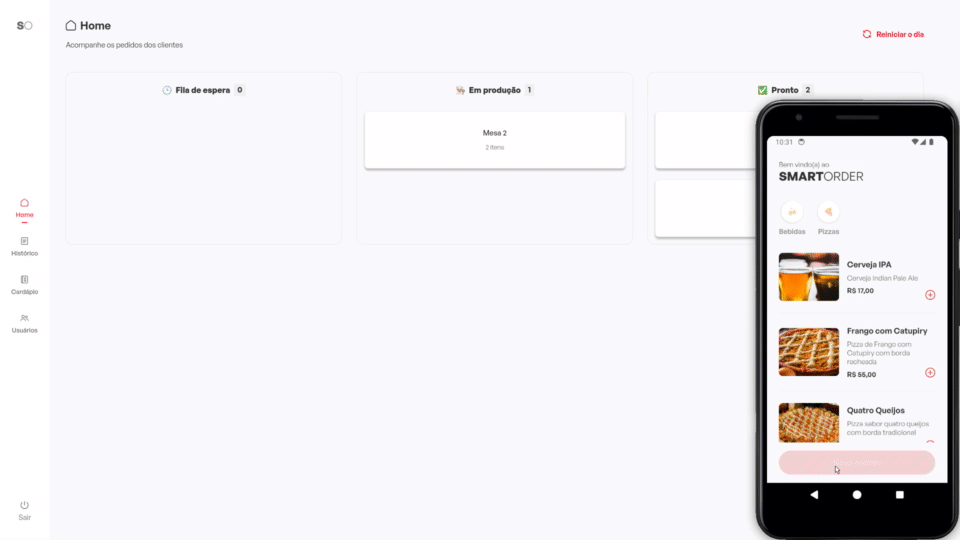 SO
Home
Acompanhe os pedidos dos clientes
Reiniciar o dia
Fila de espera 0
Em produção 1
Pronto 2
Mesa 2
2 itens
Home
Histórico
Cardápio
Usuários
Sair
10:31
Bem vindo(a) ao
SMARTORDER
Bebidas
Pizzas
Cerveja IPA
Cerveja Indian Pale Ale
R$ 17,00
Frango com Catupiry
Pizza de Frango com
Catupiry com borda
recheada
R$ 55,00
Quatro Queijos
Pizza sabor quatro queijos
com borda tradicional